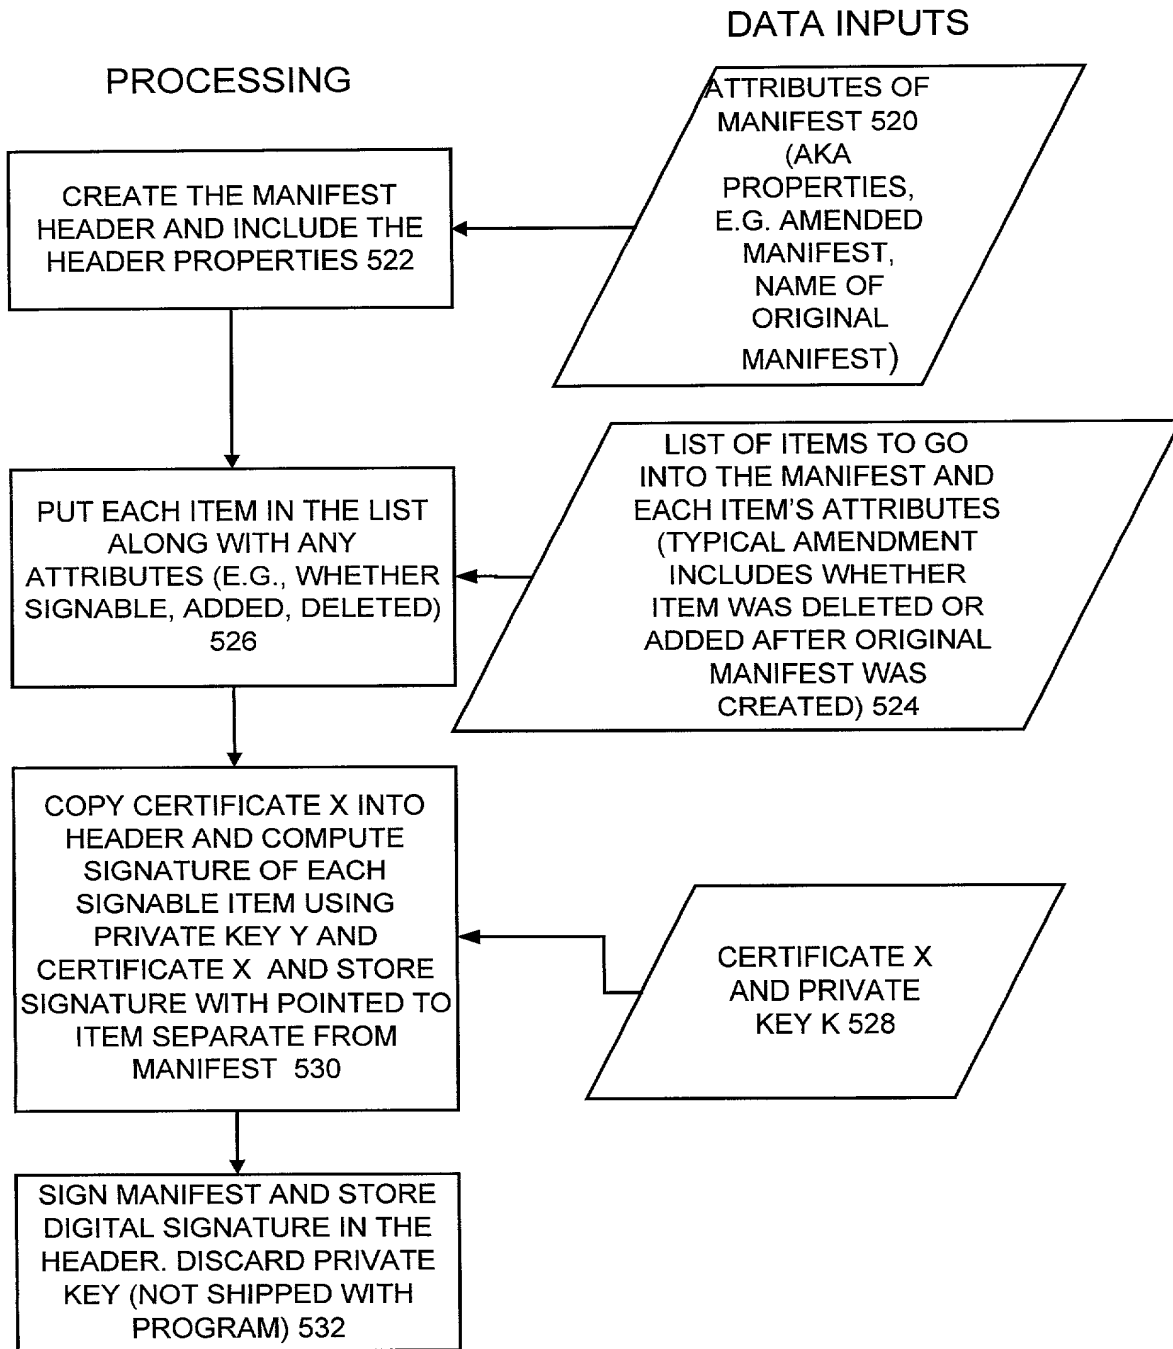 DATA INPUTS
PROCESSING
ATTRIBUTES OF
MANIFEST 520
(AKA
PROPERTIES,
E.G. AMENDED
MANIFEST,
NAME OF
ORIGINAL
MANIFEST)
CREATE THE MANIFEST
HEADER AND INCLUDE THE
HEADER PROPERTIES 522
LIST OF ITEMS TO GO
INTO THE MANIFEST AND
EACH ITEM'S ATTRIBUTES
(TYPICAL AMENDMENT
INCLUDES WHETHER
ITEM WAS DELETED OR
ADDED AFTER ORIGINAL
MANIFEST WAS
CREATED) 524
PUT EACH ITEM IN THE LIST
ALONG WITH ANY
ATTRIBUTES (E.G., WHETHER
SIGNABLE, ADDED, DELETED)
526
COPY CERTIFICATE X INTO
HEADER AND COMPUTE
SIGNATURE OF EACH
SIGNABLE ITEM USING
PRIVATE KEY Y AND
CERTIFICATE X AND STORE
SIGNATURE WITH POINTED TO
ITEM SEPARATE FROM
MANIFEST 530
CERTIFICATE X
AND PRIVATE
KEY K 528
SIGN MANIFEST AND STORE
DIGITAL SIGNATURE IN THE
HEADER. DISCARD PRIVATE
KEY (NOT SHIPPED WITH
PROGRAM) 532